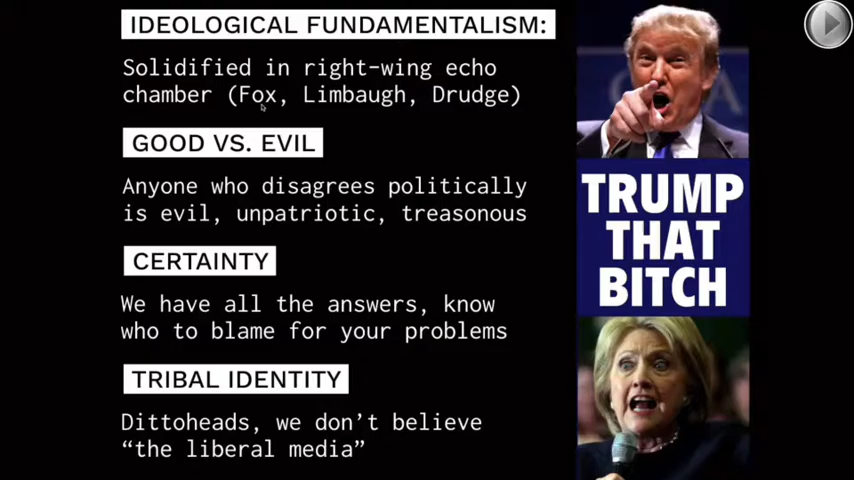 IDEOLOGICAL FUNDAMENTALISM:
Solidified in right-wing echo
chamber (Fox, Limbaugh, Drudge)
GOOD VS. EVIL
Anyone who disagrees politically
is evil, unpatriotic, treasonous
CERTAINTY
We have all the answers, know
who to blame for your problems
TRIBAL IDENTITY
Dittoheads, we don't believe
“the liberal media”
TRUMP
THAT
BITCH